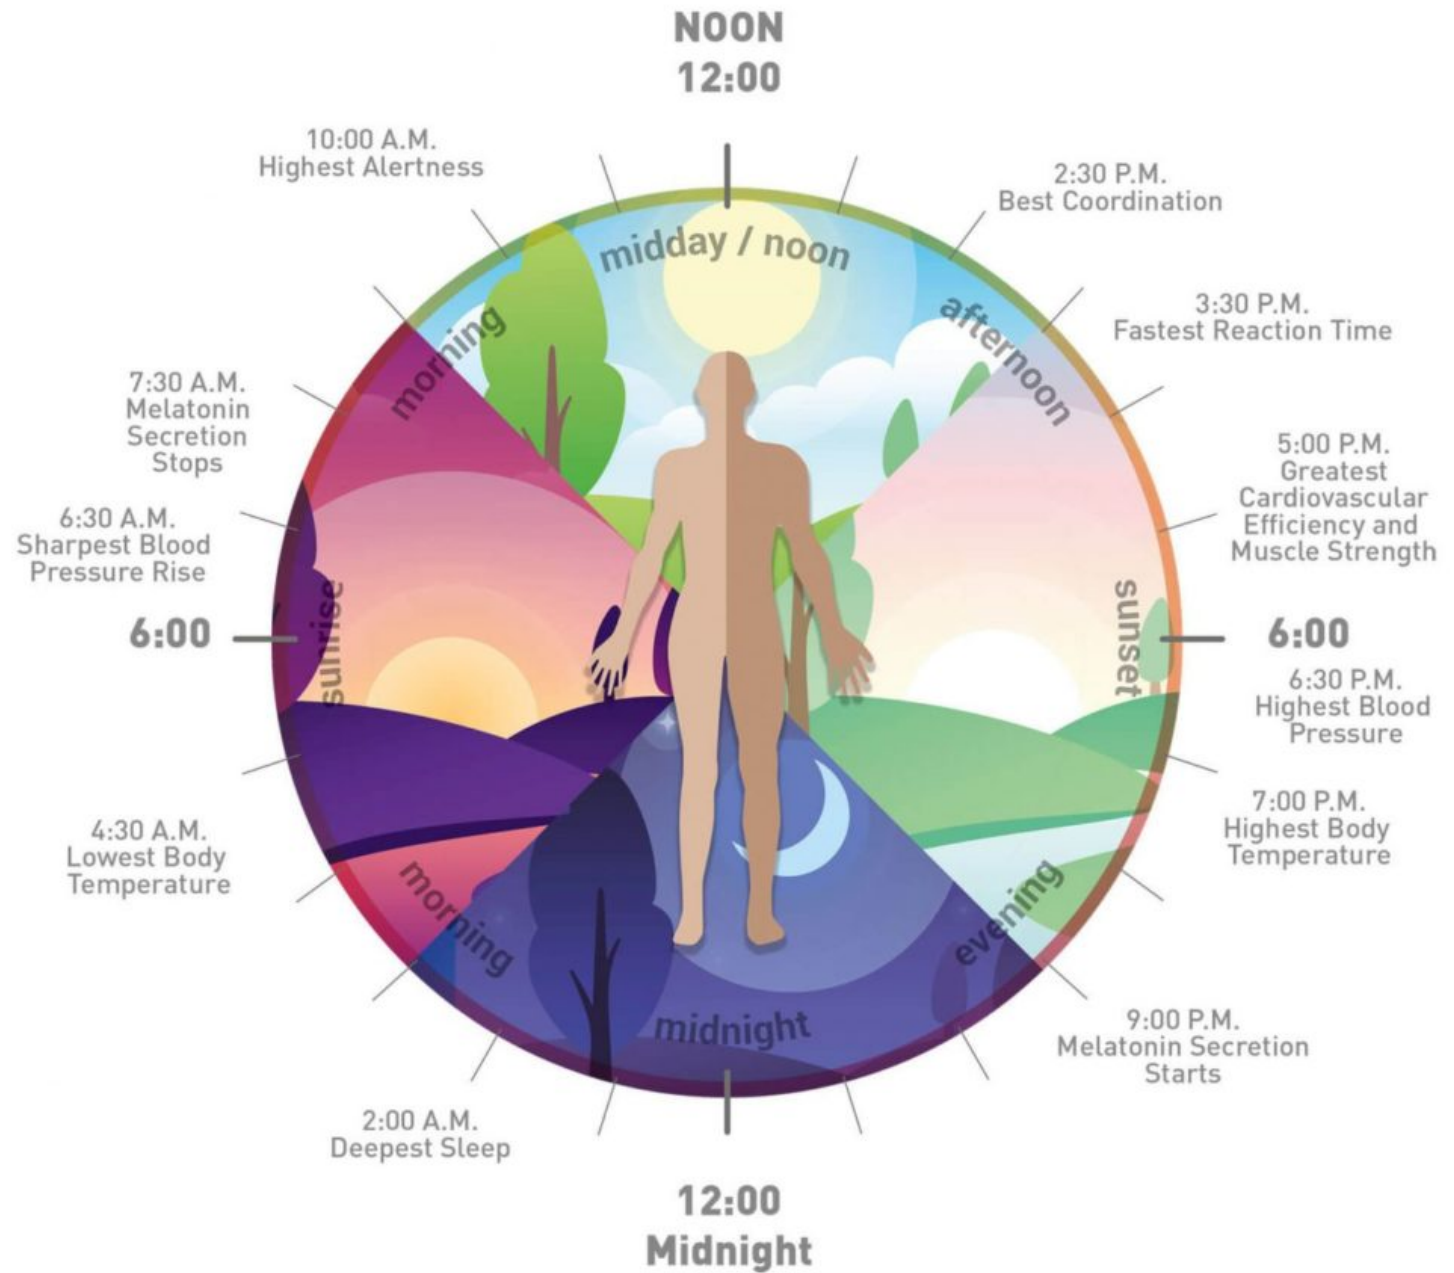 NOON
12:00
10:00 A.M.
Highest Alertness
2:30 P.M.
Best Coordination
midday / noon
morning
afternoon
3:30 P.M.
Fastest Reaction Time
7:30 A.M.
Melatonin
Secretion
Stops
5:00 P.M.
Greatest
Cardiovascular
Efficiency and
Muscle Strength
6:30 A.M.
Sharpest Blood
Pressure Rise
6:00
sunrise
sunset
6:00
6:30 P.M.
Highest Blood
Pressure
7:00 P.M.
Highest Body
Temperature
4:30 A.M.
Lowest Body
Temperature
morning
evening
midnight
9:00 P.M.
Melatonin Secretion
Starts
2:00 A.M.
Deepest Sleep
12:00
Midnight